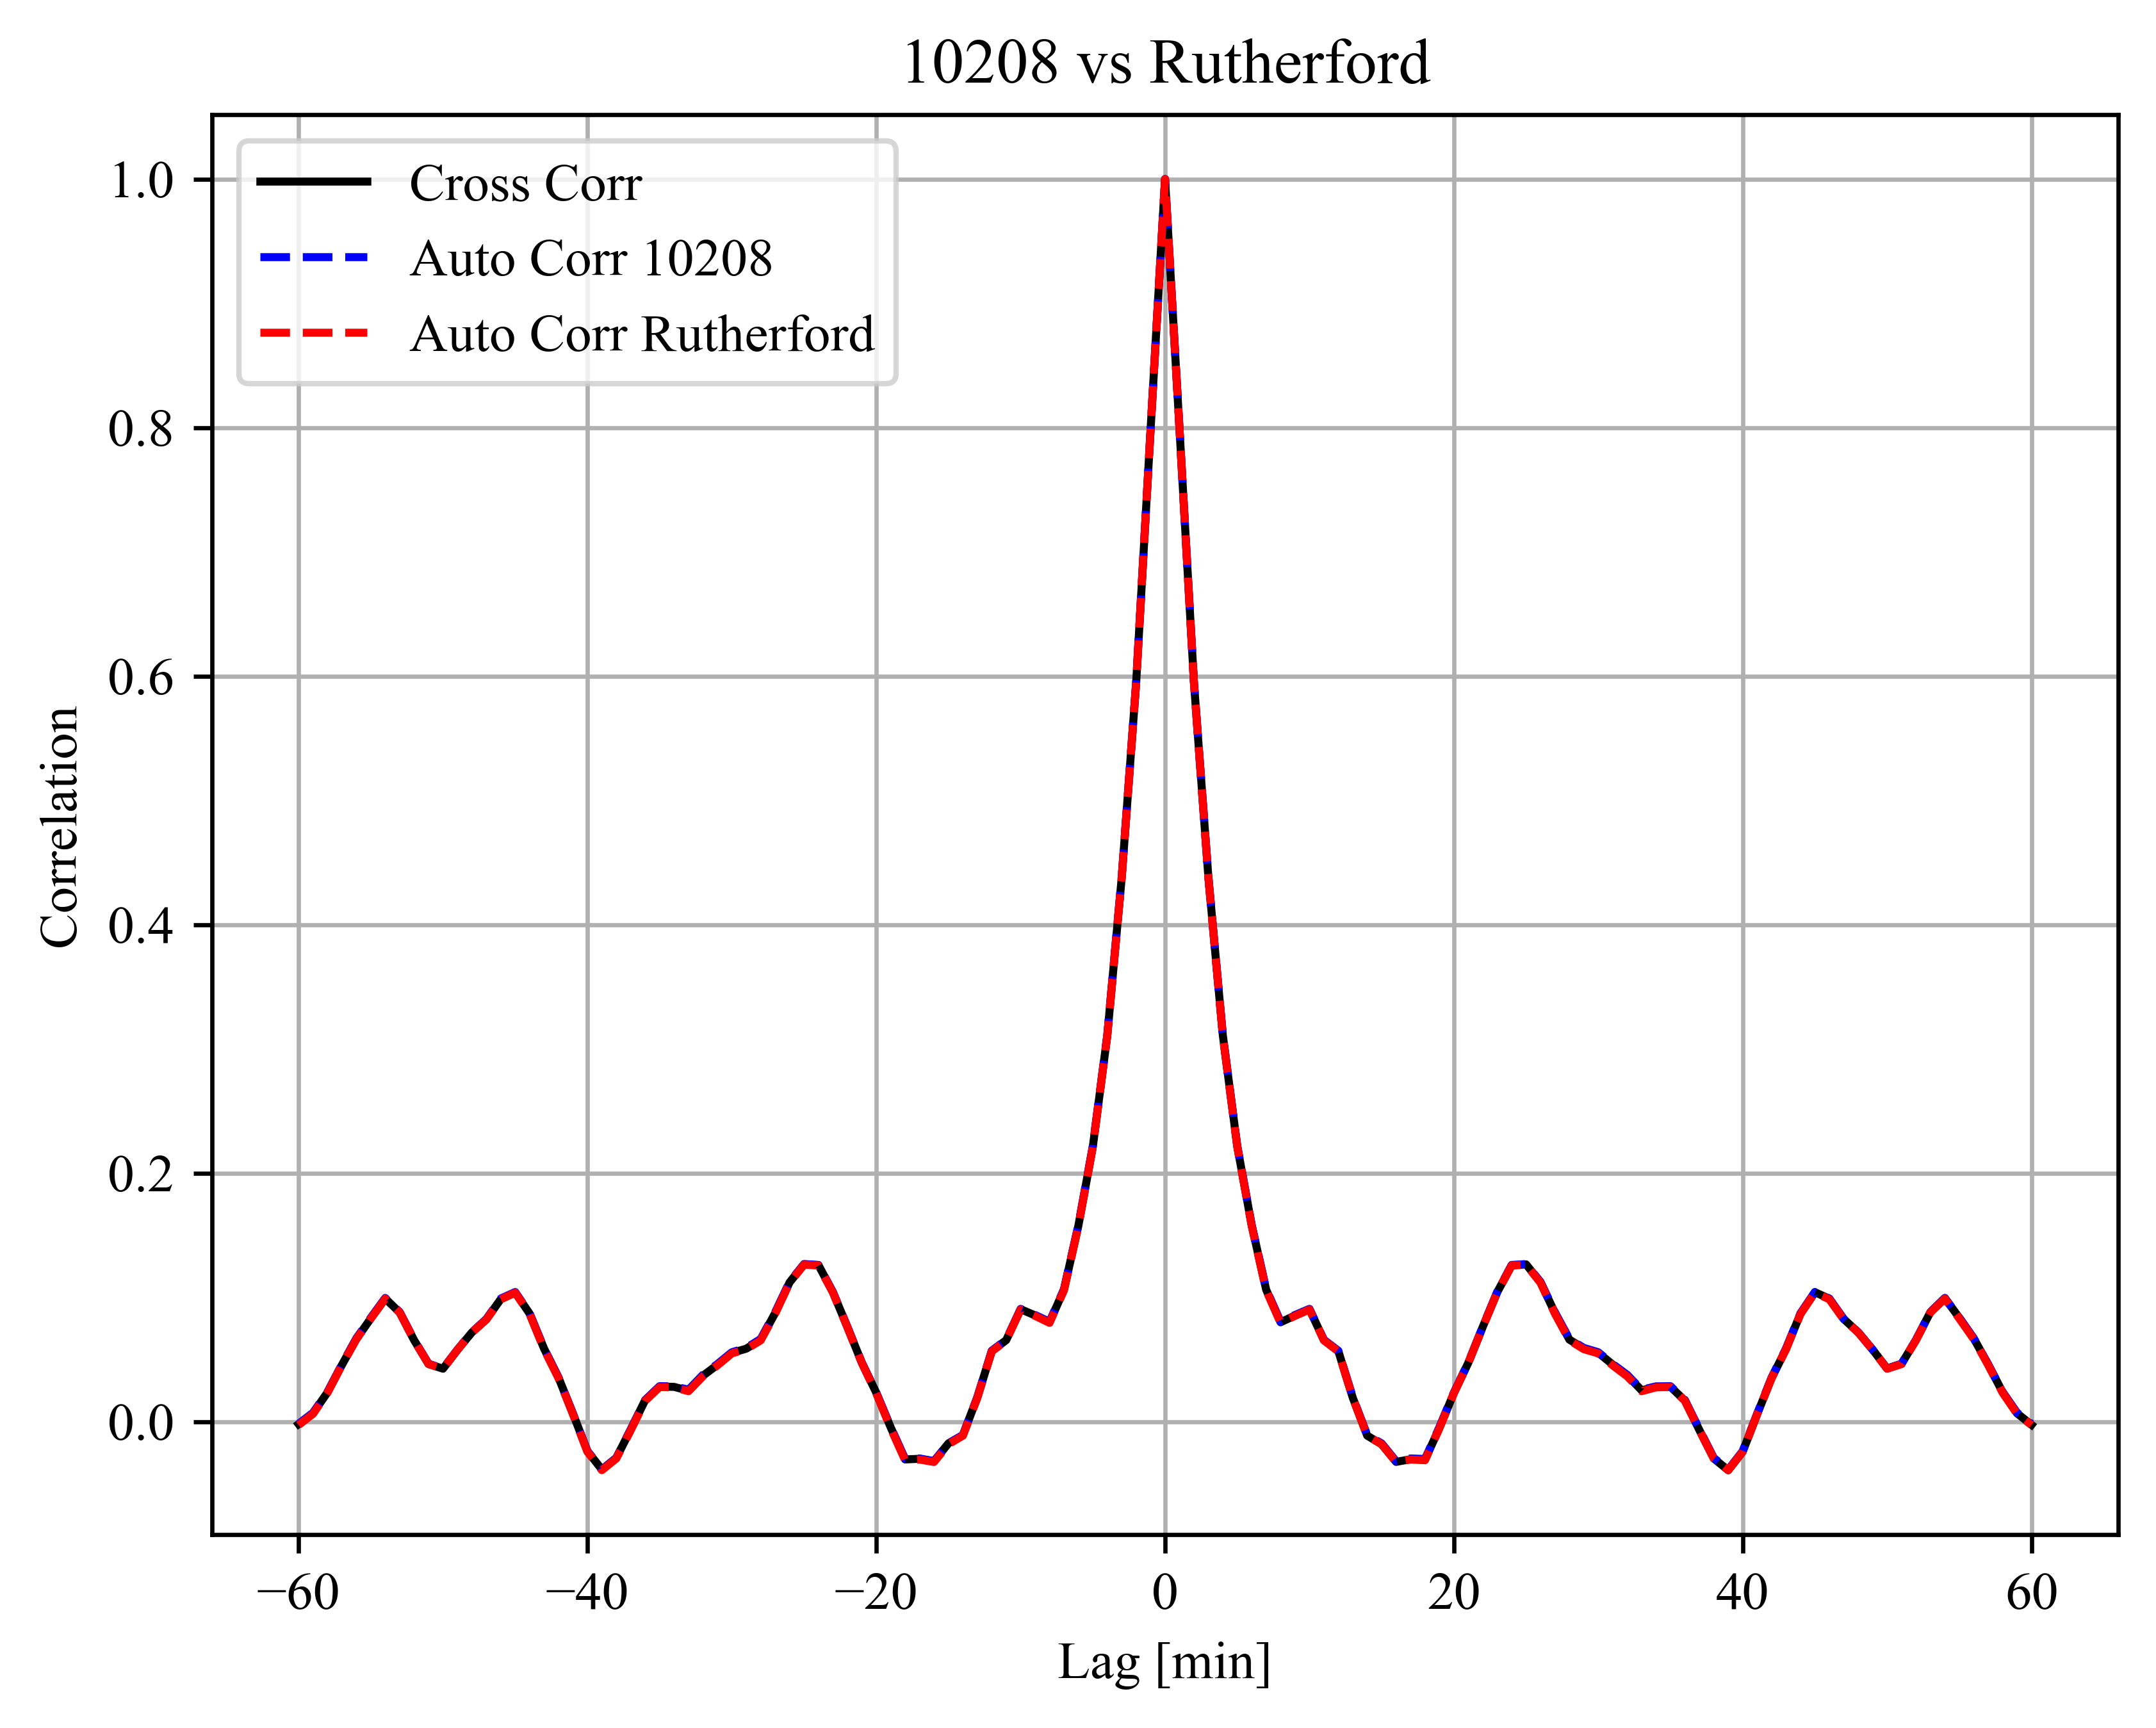 10208 vs Rutherford
Cross Corr
Auto Corr 10208
Auto Corr Rutherford
1.0
0.8
0.6
0.4
0.2
0.0
Correlation
−60 −40 −20 0 20 40 60
Lag [min]